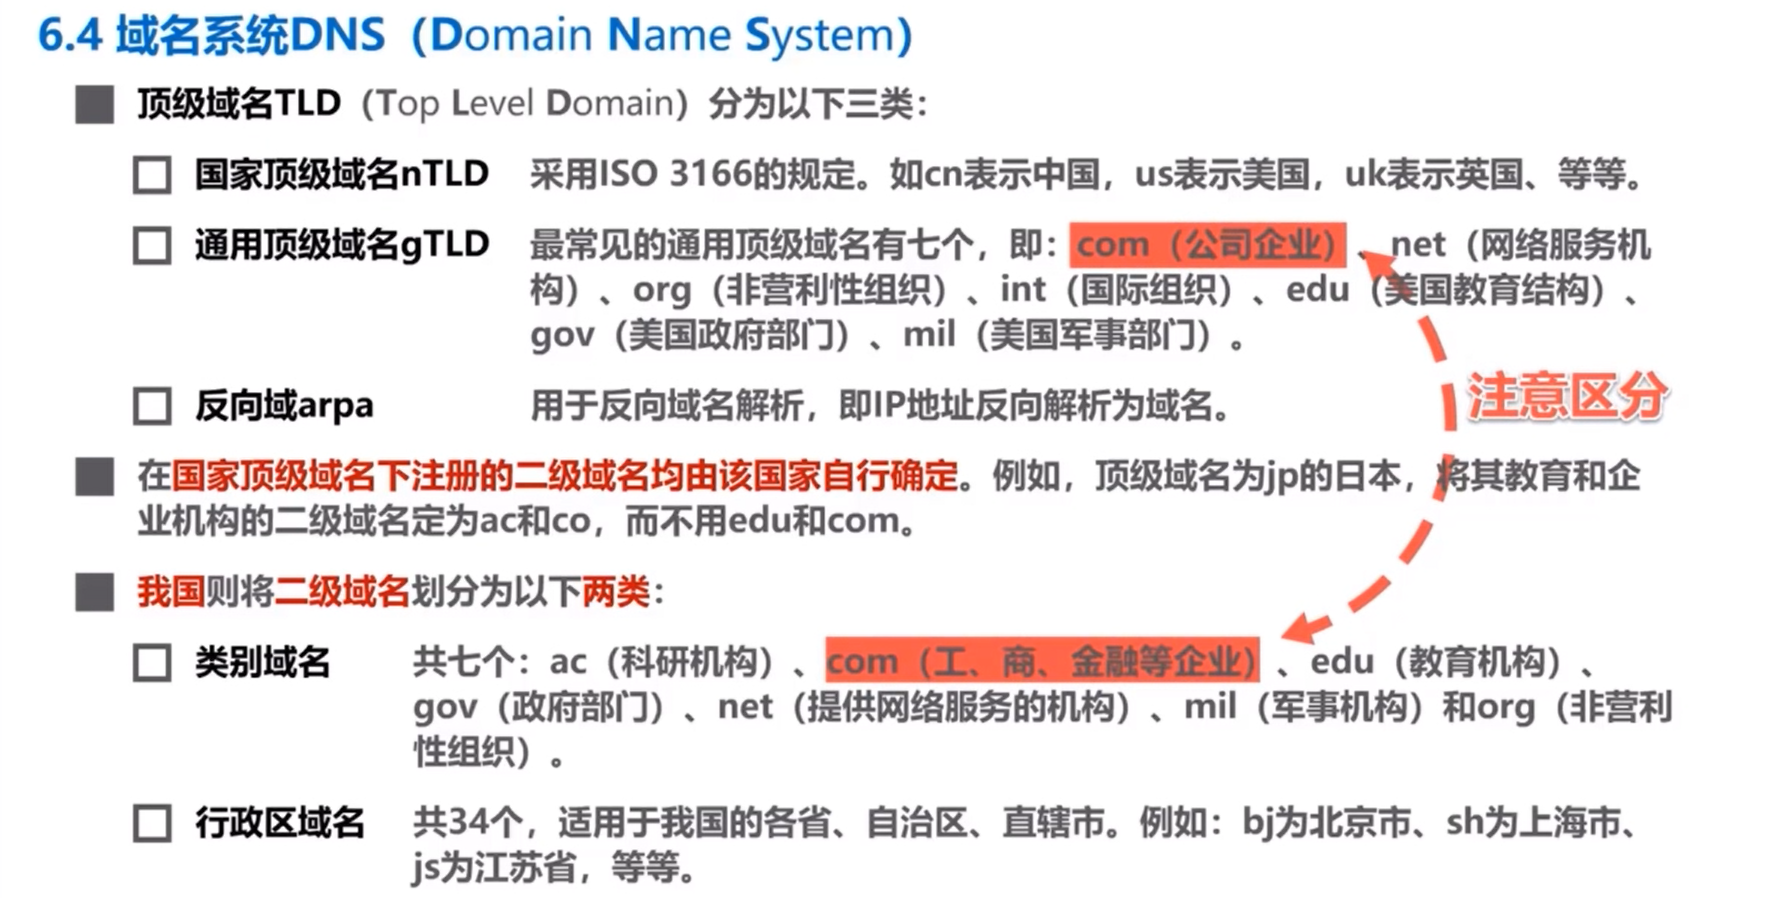 6.4 域名系统DNS（Domain Name System）
顶级域名TLD（Top Level Domain）分为以下三类：
国家顶级域名nTLD 采用ISO 3166的规定。如cn表示中国，us表示美国，uk表示英国、等等。
通用顶级域名gTLD 最常见的通用顶级域名有七个，即：com（公司企业）、net（网络服务机
构）、org（非营利性组织）、int（国际组织）、edu（美国教育结构）、
gov（美国政府部门）、mil（美国军事部门）。
注意区分
反向域arpa 用于反向域名解析，即IP地址反向解析为域名。
在国家顶级域名下注册的二级域名均由该国家自行确定。例如，顶级域名为jp的日本，将其教育和企
业机构的二级域名定为ac和co，而不用edu和com。
我国则将二级域名划分为以下两类：
类别域名 共七个：ac（科研机构）、com（工、商、金融等企业）、edu（教育机构）、
gov（政府部门）、net（提供网络服务的机构）、mil（军事机构）和org（非营利
性组织）。
行政区域名 共34个，适用于我国的各省、自治区、直辖市。例如：bj为北京市、sh为上海市、
js为江苏省，等等。